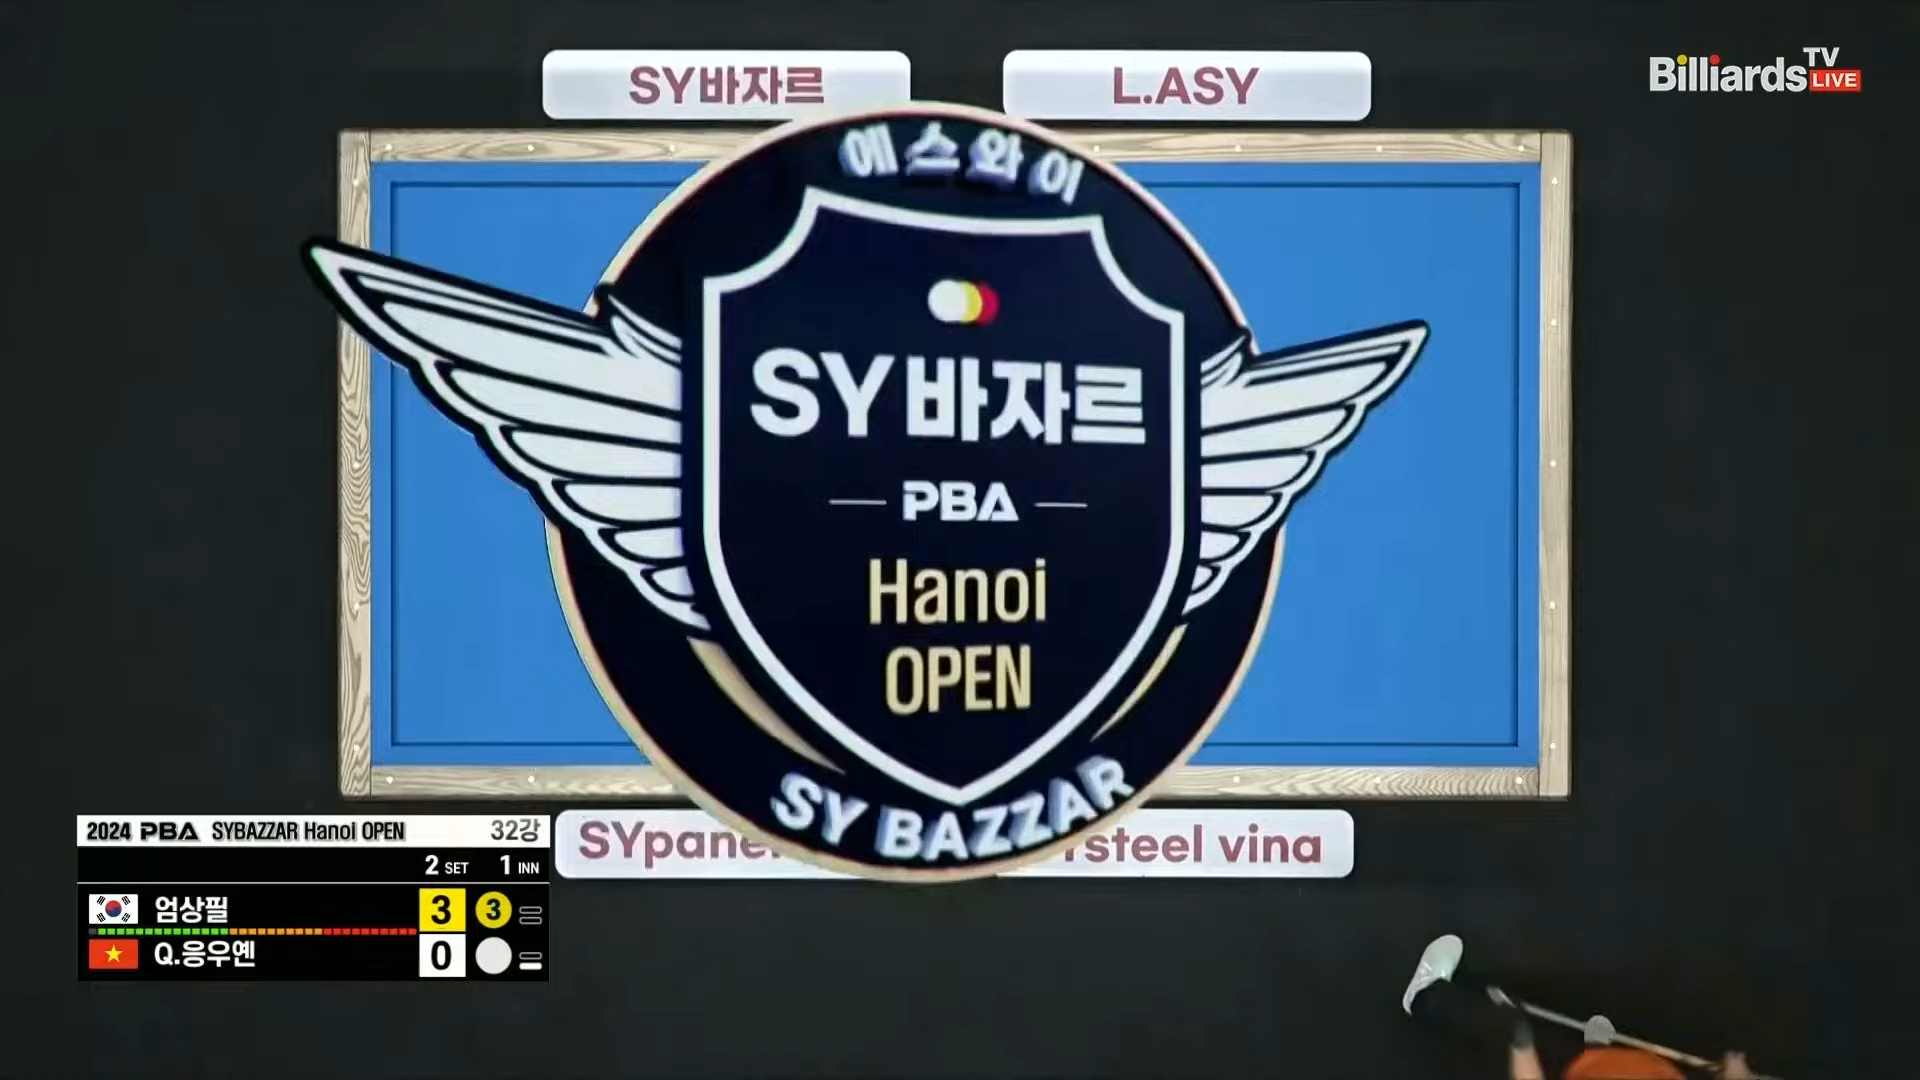 SY바자르
L.ASY
Billiards TV
LIVE
에스와이
SY바자르
PBA
Hanoi
OPEN
SY BAZZAR
SYpane
steel vina
2024 PBA SYBAZZAR Hanoi OPEN 32강
2 SET 1 INN
엄상필 3 3
Q.응우옌 0